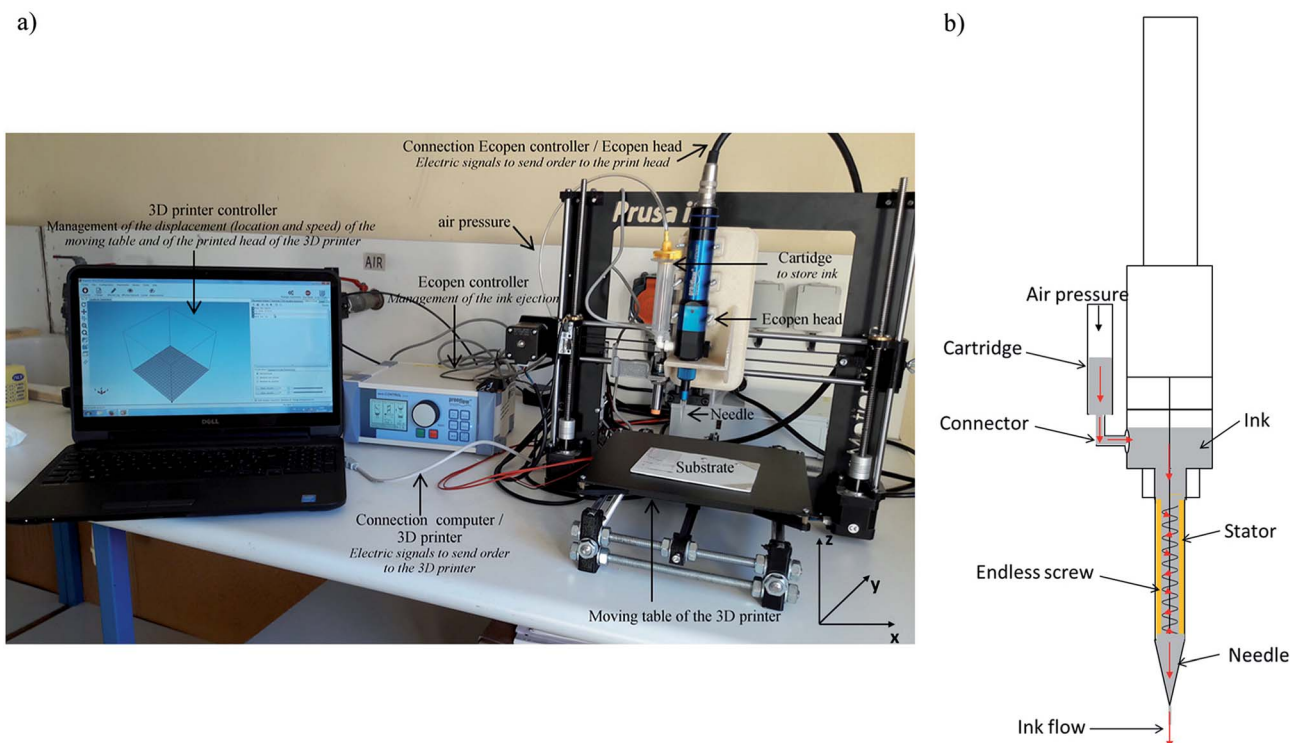 a)
b)
Connection Ecopen controller / Ecopen head
Electric signals to send order to the print head
3D printer controller
Management of the displacement (location and speed) of the
moving table and of the printed head of the 3D printer
air pressure
Prusa i
AIR
Ecopen controller
Management of the ink ejection
Cartidge
to store ink
Ecopen head
Needle
Substrate
DELL
preeflow
Connection computer /
3D printer
Electric signals to send order
to the 3D printer
Moving table of the 3D printer
z
y
x
Air pressure
Cartridge
Connector
Ink
Stator
Endless screw
Needle
Ink flow